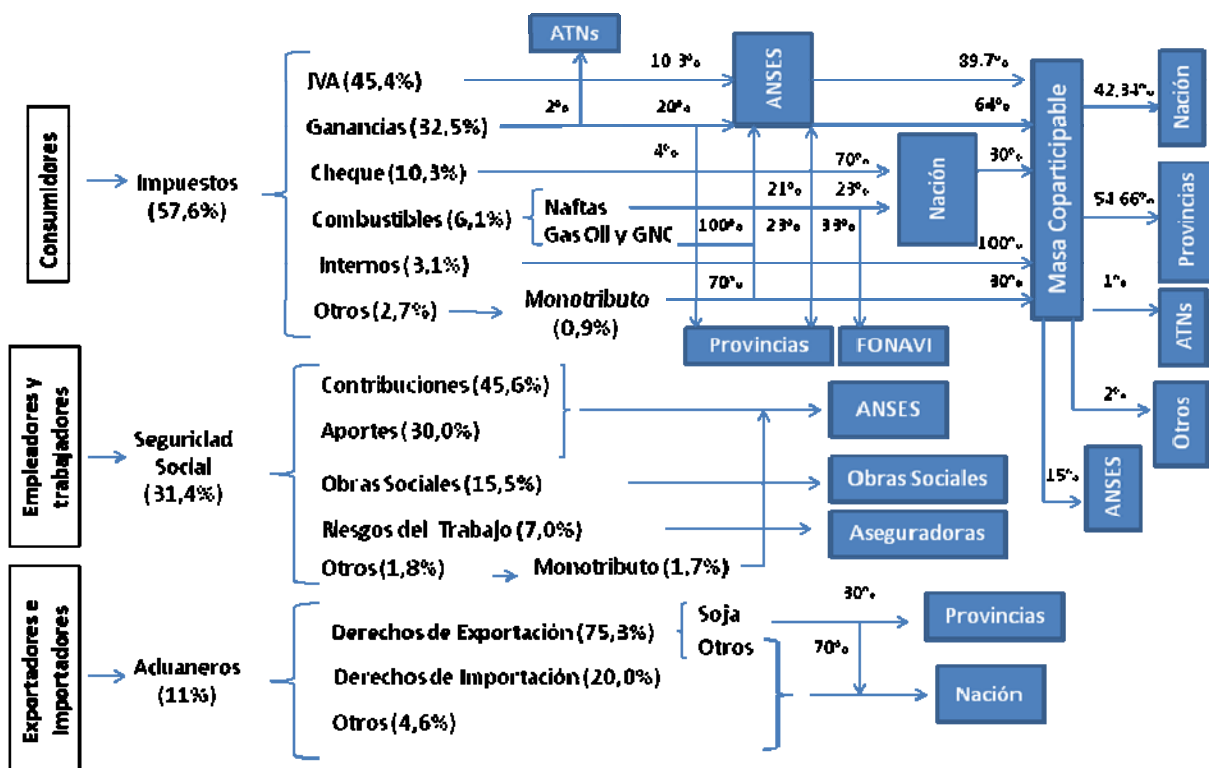 ATNs
IVA (45,4%)
10.3%
ANSES
89.7%
2%
Ganancias (32,5%)
20%
64%
4%
Cheque (10,3%)
70%
Nación
30%
Consumidores
Impuestos
(57,6%)
Combustibles (6,1%)
Naftas
Gas Oil y GNC
21%
23%
100%
23%
33%
Internos (3,1%)
100%
Otros (2,7%)
Monotributo
(0,9%)
70%
30%
Provincias
FONAVI
Masa Coparticipable
42.34%
Nación
54.66%
Provincias
1%
ATNs
2%
Otros
15%
ANSES
Empleadores y
trabajadores
Seguridad
Social
(31,4%)
Contribuciones (45,6%)
Aportes (30,0%)
ANSES
Obras Sociales (15,5%)
Obras Sociales
Riesgos del Trabajo (7,0%)
Aseguradoras
Otros (1,8%)
Monotributo (1,7%)
Exportadores e
Importadores
Aduaneros
(11%)
Derechos de Exportación (75,3%)
Soja
Otros
30%
Provincias
70%
Derechos de Importación (20,0%)
Nación
Otros (4,6%)